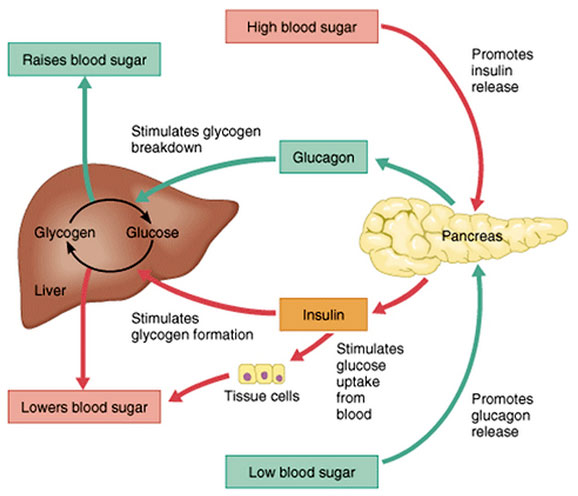 High blood sugar
Raises blood sugar
Promotes
insulin
release
Stimulates glycogen
breakdown
Glucagon
Glycogen
Glucose
Pancreas
Liver
Stimulates
glycogen formation
Insulin
Stimulates
glucose
uptake
from
blood
Tissue cells
Lowers blood sugar
Promotes
glucagon
release
Low blood sugar